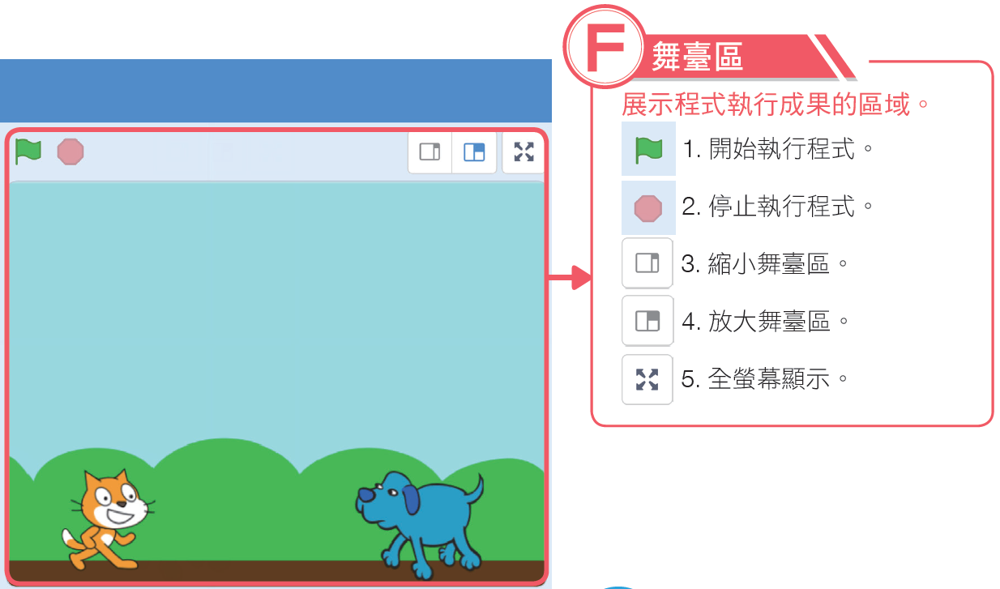 F
舞臺區
展示程式執行成果的區域。
1. 開始執行程式。
2. 停止執行程式。
3. 縮小舞臺區。
4. 放大舞臺區。
5. 全螢幕顯示。